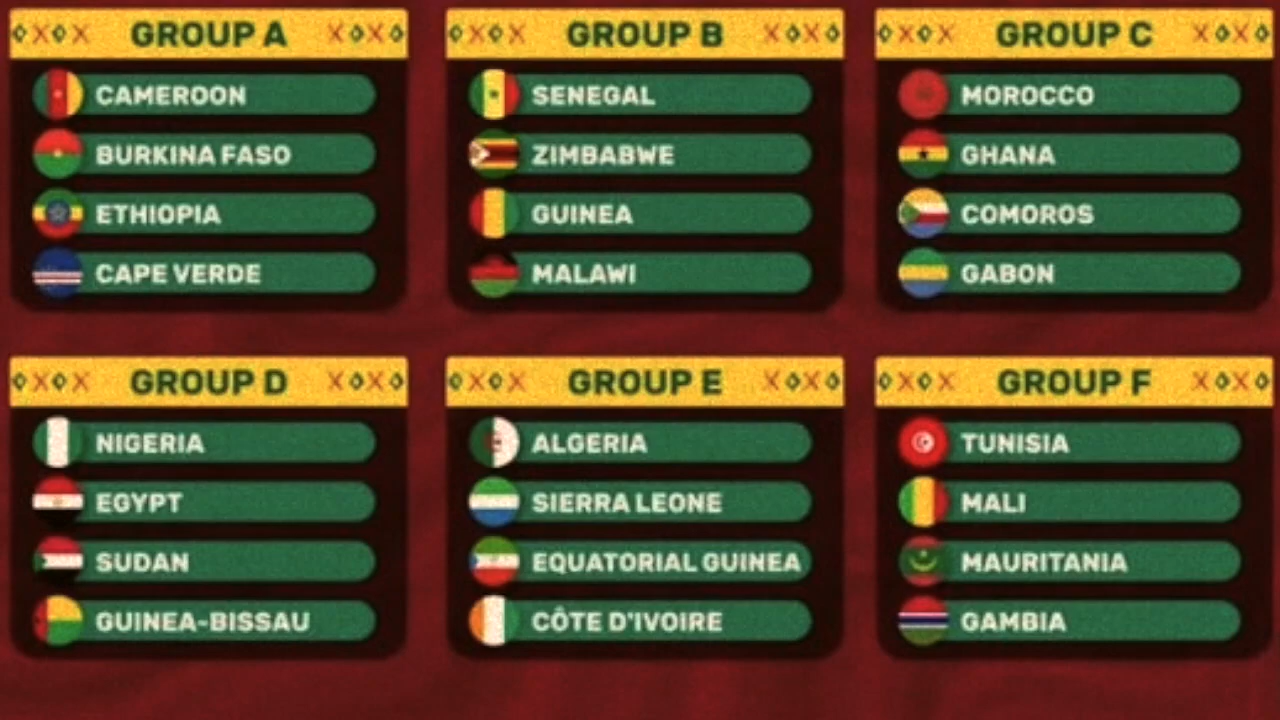 GROUP A
CAMEROON
BURKINA FASO
ETHIOPIA
CAPE VERDE
GROUP B
SENEGAL
ZIMBABWE
GUINEA
MALAWI
GROUP C
MOROCCO
GHANA
COMOROS
GABON
GROUP D
NIGERIA
EGYPT
SUDAN
GUINEA-BISSAU
GROUP E
ALGERIA
SIERRA LEONE
EQUATORIAL GUINEA
CÔTE D'IVOIRE
GROUP F
TUNISIA
MALI
MAURITANIA
GAMBIA